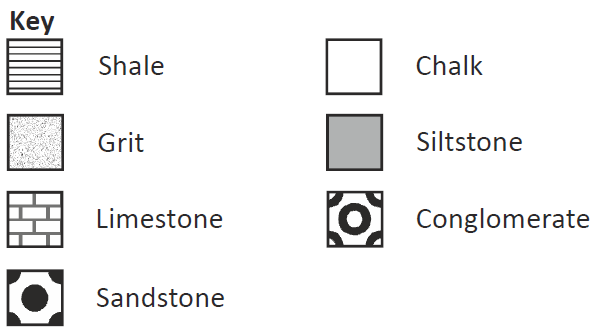 Key
Shale
Chalk
Grit
Siltstone
Limestone
Conglomerate
Sandstone